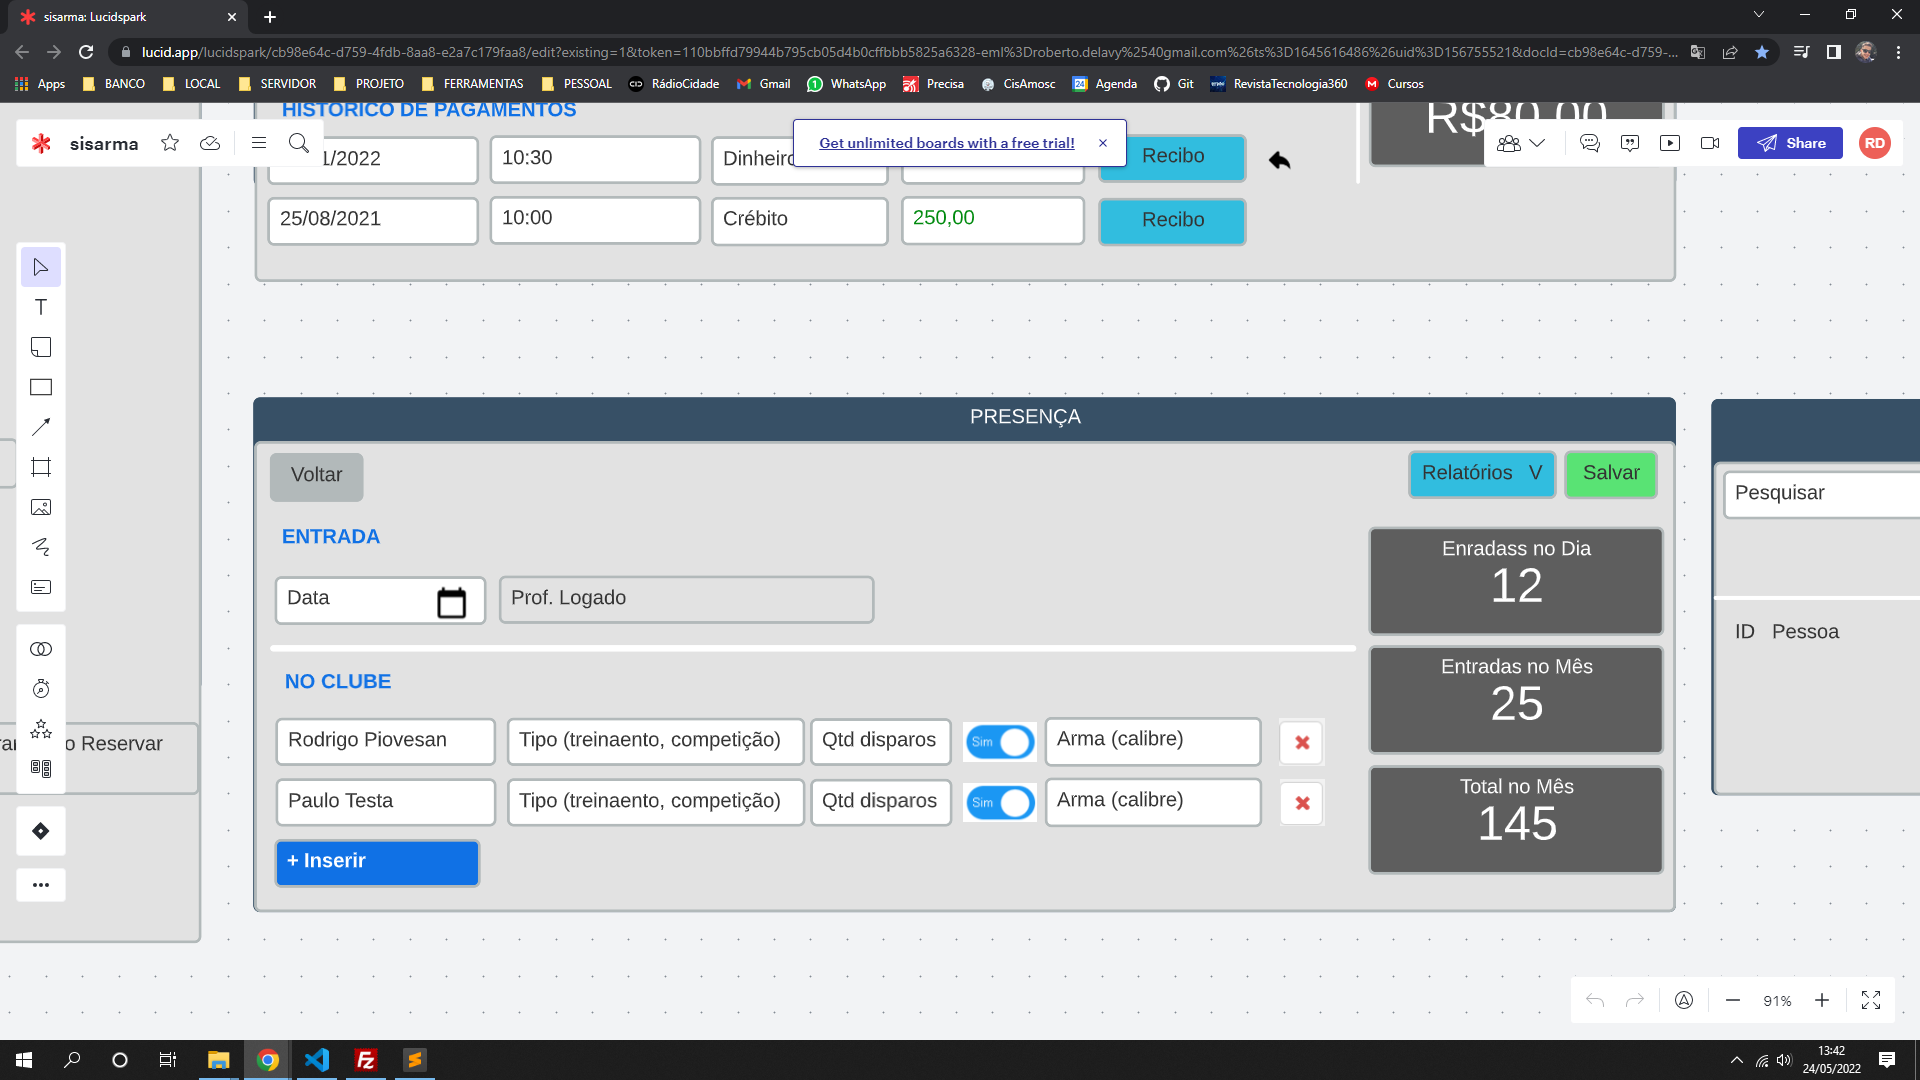 sisarma: Lucidspark
lucid.app/lucidspark/cb98e64c-d759-4fdb-8aa8-e2a7c179faa8/edit?existing=1&token=110bbffd79944b795cb05d4b0cffbbb5825a6328-eml%3Droberto.delavy%2540gmail.com%26ts%3D1645616486%26uid%3D156755521&docId=cb98e64c-d759-...
Apps BANCO LOCAL SERVIDOR PROJETO FERRAMENTAS PESSOAL RádioCidade Gmail WhatsApp Precisa CisAmosc Agenda Git RevistaTecnologia360 Cursos
HISTÓRICO DE PAGAMENTOS
R$80,00
sisarma
Get unlimited boards with a free trial!
Share
RD
1/2022 10:30 Dinheiro Recibo
25/08/2021 10:00 Crébito 250,00 Recibo
PRESENÇA
Voltar
Relatórios V
Salvar
Pesquisar
ENTRADA
Enradass no Dia
12
Data
Prof. Logado
ID Pessoa
Entradas no Mês
25
NO CLUBE
Rodrigo Piovesan Tipo (treinaento, competição) Qtd disparos Sim Arma (calibre)
o Reservar
Paulo Testa Tipo (treinaento, competição) Qtd disparos Sim Arma (calibre)
Total no Mês
145
+ Inserir
91%
13:42
24/05/2022